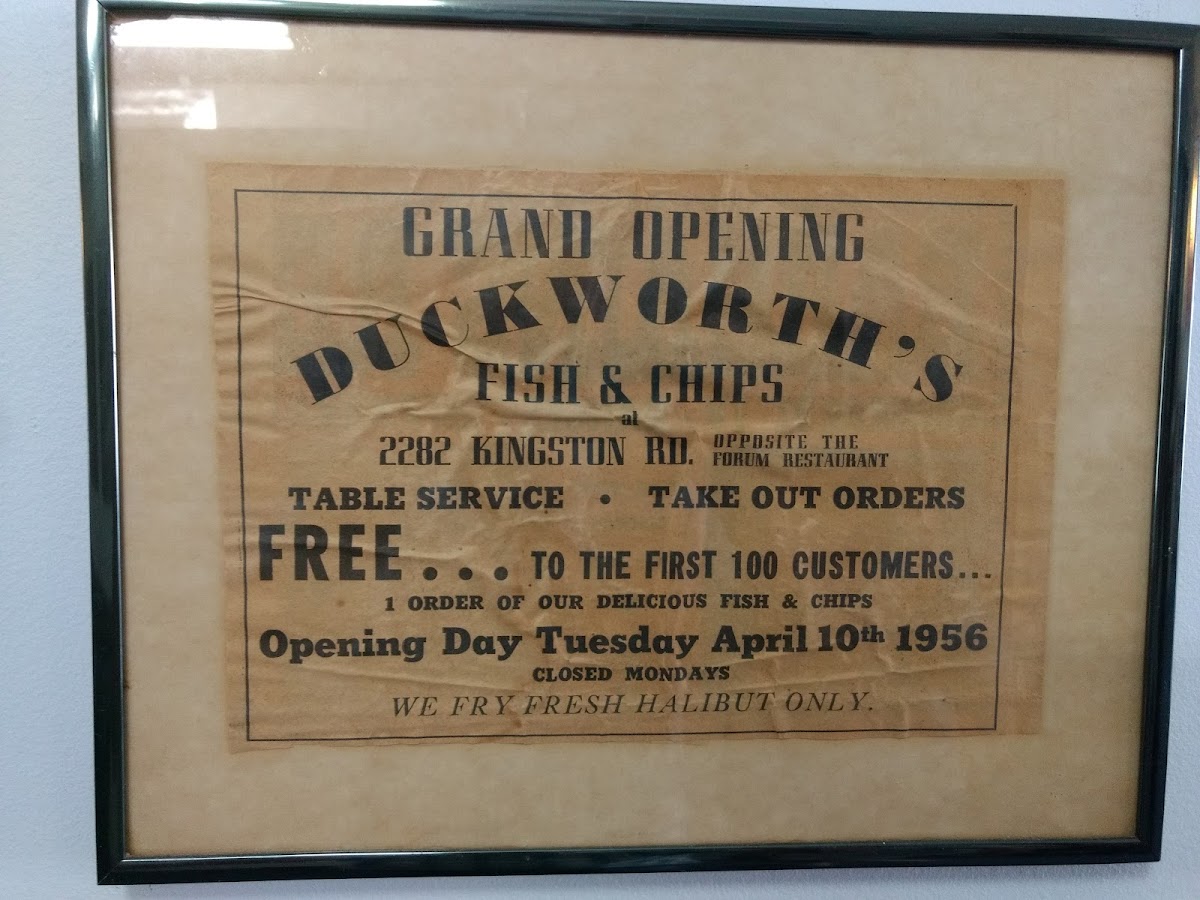 GRAND OPENING
DUCKWORTH'S
FISH & CHIPS
at
2282 KINGSTON RD. OPPOSITE THE FORUM RESTAURANT
TABLE SERVICE • TAKE OUT ORDERS
FREE... TO THE FIRST 100 CUSTOMERS...
1 ORDER OF OUR DELICIOUS FISH & CHIPS
Opening Day Tuesday April 10th 1956
CLOSED MONDAYS
WE FRY FRESH HALIBUT ONLY.